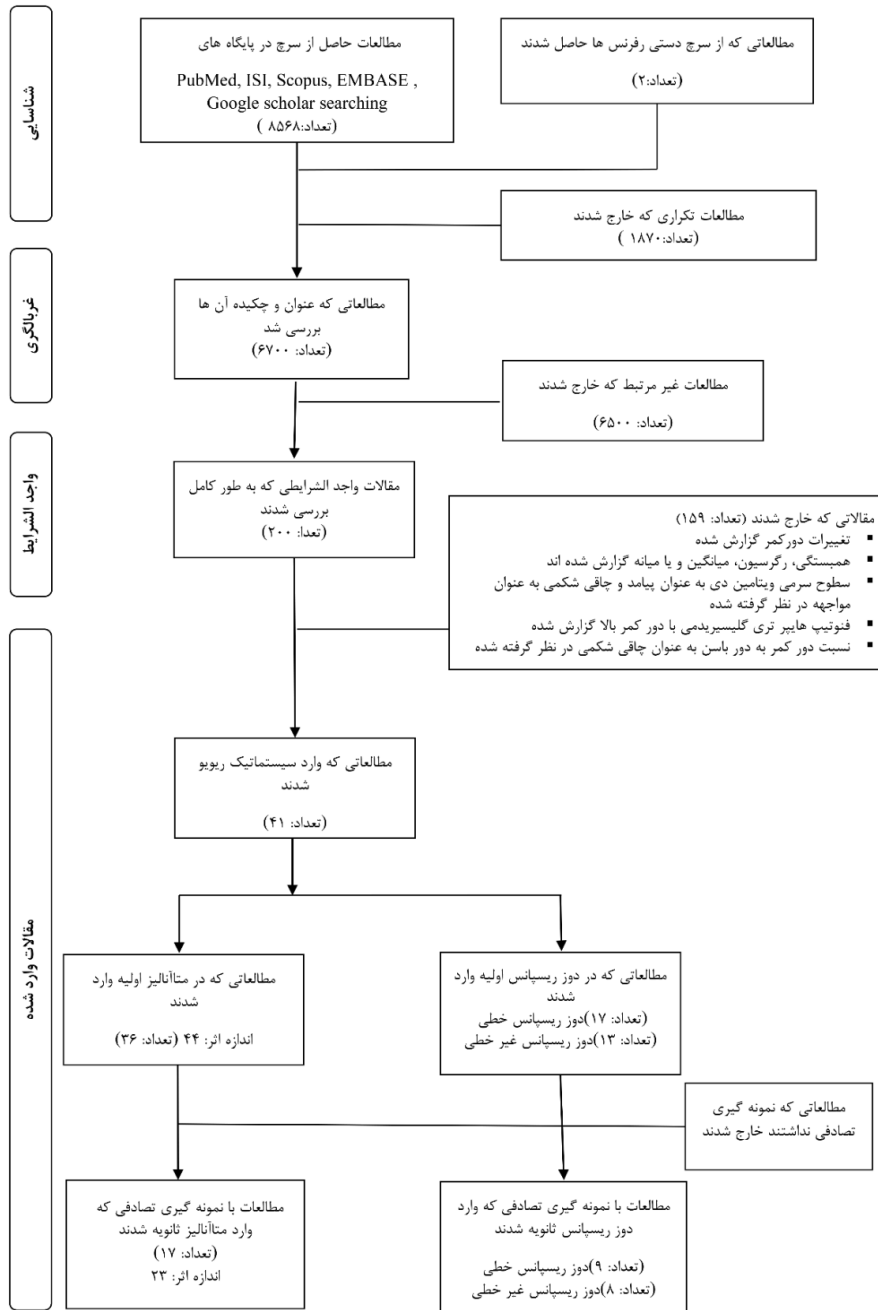 شناسایی
مطالعات حاصل از سرچ در پایگاه های
PubMed, ISI, Scopus, EMBASE ,
Google scholar searching
(تعداد:۸۵۶۸ )
مطالعاتی که از سرچ دستی رفرنس ها حاصل شدند
(تعداد:۲)
مطالعات تکراری که خارج شدند
(تعداد:۱۸۷۰ )
غربالگری
مطالعاتی که عنوان و چکیده آن ها
بررسی شد
(تعداد: ۶۷۰۰)
مطالعات غیر مرتبط که خارج شدند
(تعداد: ۶۵۰۰)
واجد الشرایط
مقالات واجد الشرایطی که به طور کامل
بررسی شدند
(تعدا: ۲۰۰)
مقالاتی که خارج شدند (تعداد: ۱۵۹)
▪ تغییرات دورکمر گزارش شده
▪ همبستگی، رگرسیون، میانگین و یا میانه گزارش شده اند
▪ سطوح سرمی ویتامین دی به عنوان پیامد و چاقی شکمی به عنوان
مواجهه در نظر گرفته شده
▪ فنوتیپ هایپر تری گلیسیریدمی با دور کمر بالا گزارش شده
▪ نسبت دور کمر به دور باسن به عنوان چاقی شکمی در نظر گرفته شده
مقالات وارد شده
مطالعاتی که وارد سیستماتیک ریویو
شدند
(تعداد: ۴۱)
مطالعاتی که در متاآنالیز اولیه وارد
شدند
اندازه اثر: ۴۴ (تعداد: ۳۶)
مطالعاتی که در دوز ریسپانس اولیه وارد
شدند
(تعداد: ۱۷)دوز ریسپانس خطی
(تعداد: ۱۳)دوز ریسپانس غیر خطی
مطالعاتی که نمونه گیری
تصادفی نداشتند خارج شدند
مطالعات با نمونه گیری تصادفی که
وارد متاآنالیز ثانویه شدند
(تعداد: ۱۷)
اندازه اثر: ۲۳
مطالعات با نمونه گیری تصادفی که وارد
دوز ریسپانس ثانویه شدند
(تعداد: ۹)دوز ریسپانس خطی
(تعداد: ۸)دوز ریسپانس غیر خطی